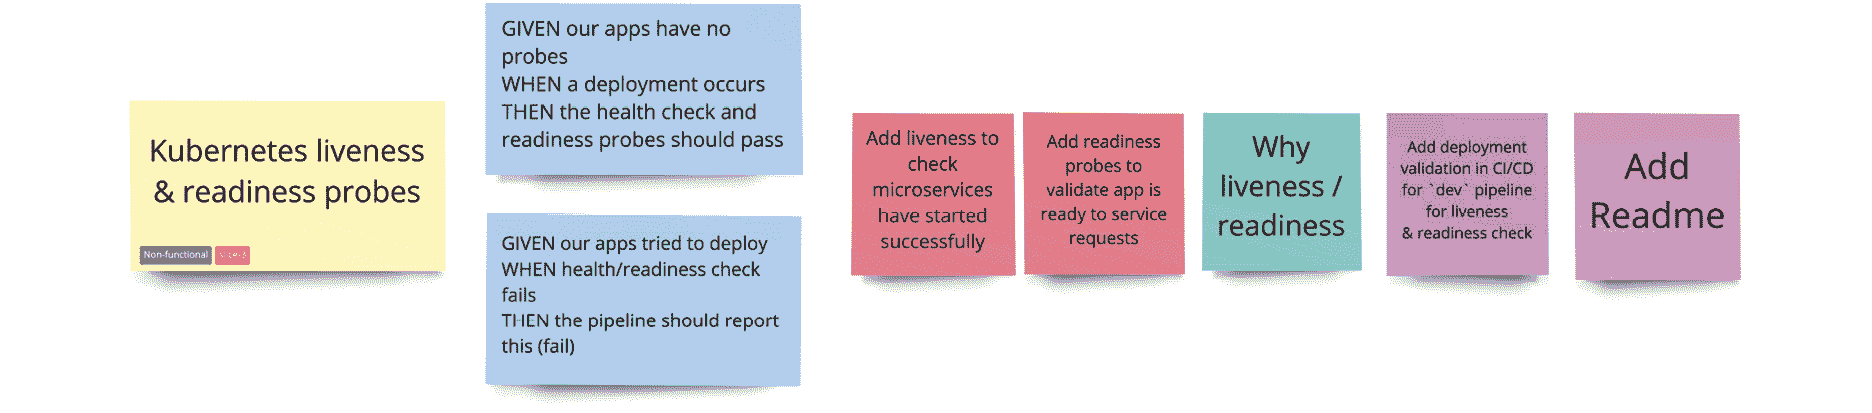 Kubernetes liveness
& readiness probes
Non-functional
GIVEN our apps have no
probes
WHEN a deployment occurs
THEN the health check and
readiness probes should pass
GIVEN our apps tried to deploy
WHEN health/readiness check
fails
THEN the pipeline should report
this (fail)
Add liveness to
check
microservices
have started
successfully
Add readiness
probes to
validate app is
ready to service
requests
Why
liveness /
readiness
Add deployment
validation in CI/CD
for `dev` pipeline
for liveness
& readiness check
Add
Readme